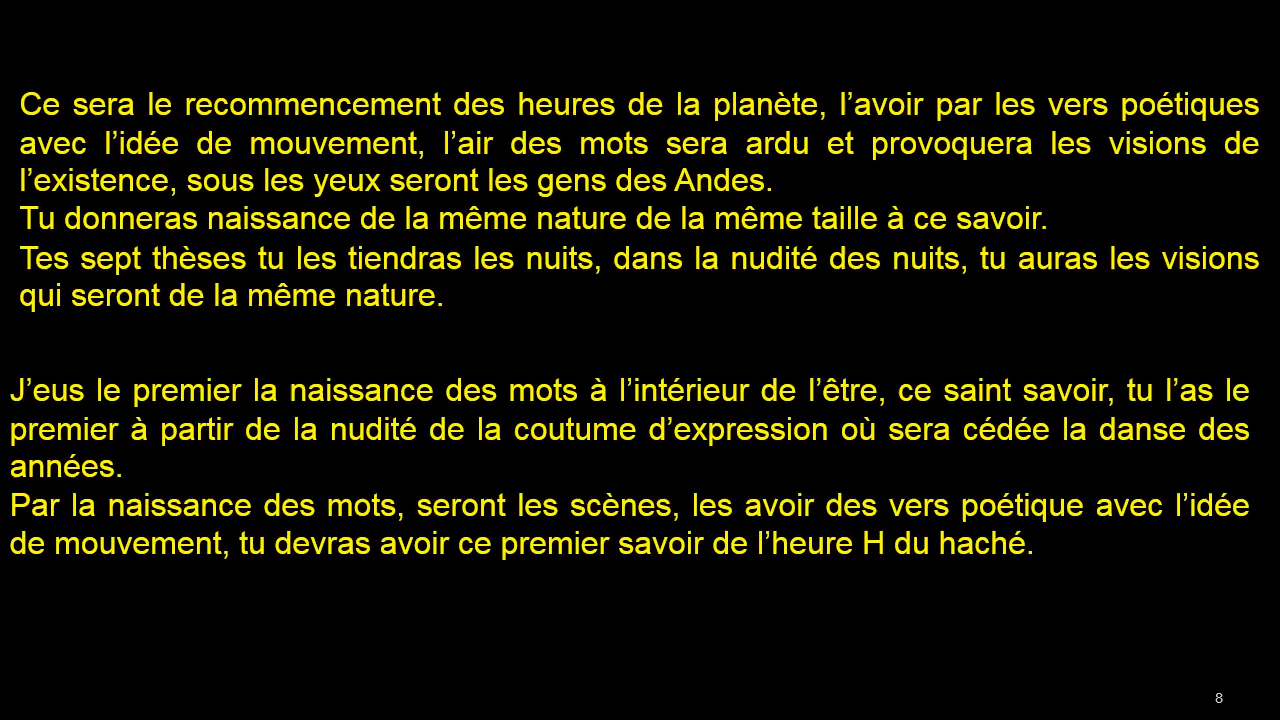 Ce sera le recommencement des heures de la planète, l’avoir par les vers poétiques
avec l’idée de mouvement, l’air des mots sera ardu et provoquera les visions de
l’existence, sous les yeux seront les gens des Andes.
Tu donneras naissance de la même nature de la même taille à ce savoir.
Tes sept thèses tu les tiendras les nuits, dans la nudité des nuits, tu auras les visions
qui seront de la même nature.
J’eus le premier la naissance des mots à l’intérieur de l’être, ce saint savoir, tu l’as le
premier à partir de la nudité de la coutume d’expression où sera cédée la danse des
années.
Par la naissance des mots, seront les scènes, les avoir des vers poétique avec l’idée
de mouvement, tu devras avoir ce premier savoir de l’heure H du haché.
8